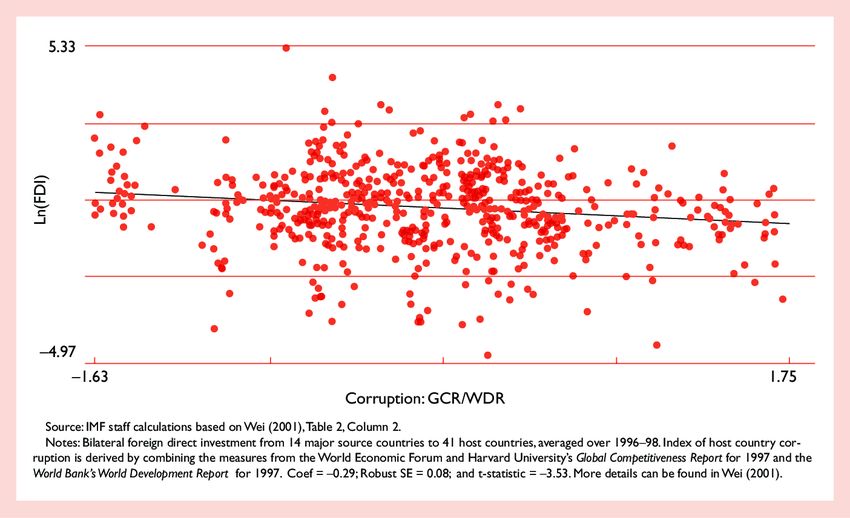 5.33
Ln(FDI)
–4.97
–1.63
1.75
Corruption: GCR/WDR
Source: IMF staff calculations based on Wei (2001), Table 2, Column 2.
Notes: Bilateral foreign direct investment from 14 major source countries to 41 host countries, averaged over 1996–98. Index of host country cor-
ruption is derived by combining the measures from the World Economic Forum and Harvard University's Global Competitiveness Report for 1997 and the
World Bank's World Development Report for 1997. Coef = –0.29; Robust SE = 0.08; and t-statistic = –3.53. More details can be found in Wei (2001).